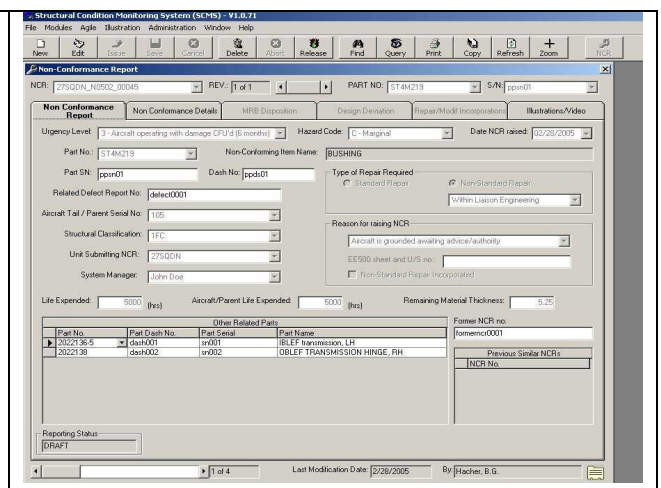 Structural Condition Monitoring System (SCMS) - V1.0.71
File Modules Agile Illustration Administration Window Help
New Edit Issue Save Cancel Delete Abort Release Find Query Print Copy Refresh Zoom NCR
Non-Conformance Report
NCR: 27SQDN_N0502_00045 REV.: 1 of 1 PART NO: ST4M219 S/N: ppsn01
Non Conformance Report Non Conformance Details MRB Disposition Design Deviation Repair/Modif Incorporations Illustrations/Video
Urgency Level: 3 - Aircraft operating with damage CFU'd (6 months) Hazard Code: C - Marginal Date NCR raised: 02/28/2005
Part No.: ST4M219 Non-Conforming Item Name: BUSHING
Part SN: ppsn01 Dash No: ppds01 Type of Repair Required
Standard Repair Non-Standard Repair
Related Defect Report No: defect0001 Within Liaison Engineering
Aircraft Tail / Parent Serial No: 105
Reason for raising NCR
Structural Classification: 1FC Aircraft is grounded awaiting advice/authority
Unit Submitting NCR: 27SQDN EE500 sheet and U/S no.:
System Manager: John Doe Non-Standard Repair Incorporated
Life Expended: 5000 (hrs) Aircraft/Parent Life Expended: 5000 (hrs) Remaining Material Thickness: 5.25
Other Related Parts Former NCR no:
Part No. Part Dash No. Part Serial Part Name formerncr0001
2022136-5 dash001 sn001 IBLEF transmission, LH
2022138 dash002 sn002 OBLEF TRANSMISSION HINGE, RH Previous Similar NCRs
NCR No.
Reporting Status
DRAFT
1 of 4 Last Modification Date: 2/28/2005 By: Hacher, B.G.